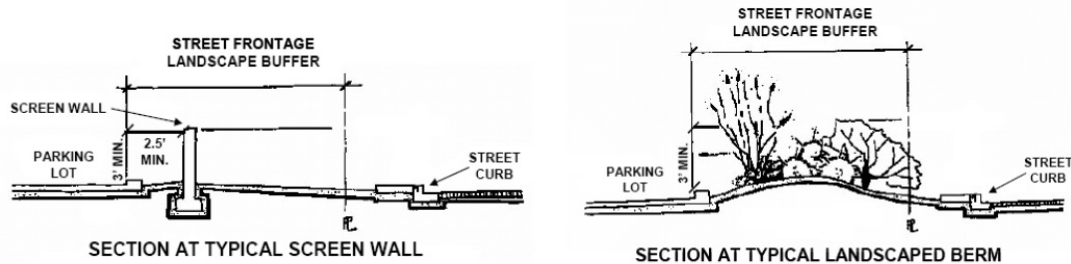 STREET FRONTAGE
LANDSCAPE BUFFER
SCREEN WALL
3' MIN.
2.5'
MIN.
PARKING
LOT
STREET
CURB
PL
SECTION AT TYPICAL SCREEN WALL
STREET FRONTAGE
LANDSCAPE BUFFER
3' MIN.
PARKING
LOT
STREET
CURB
PL
SECTION AT TYPICAL LANDSCAPED BERM